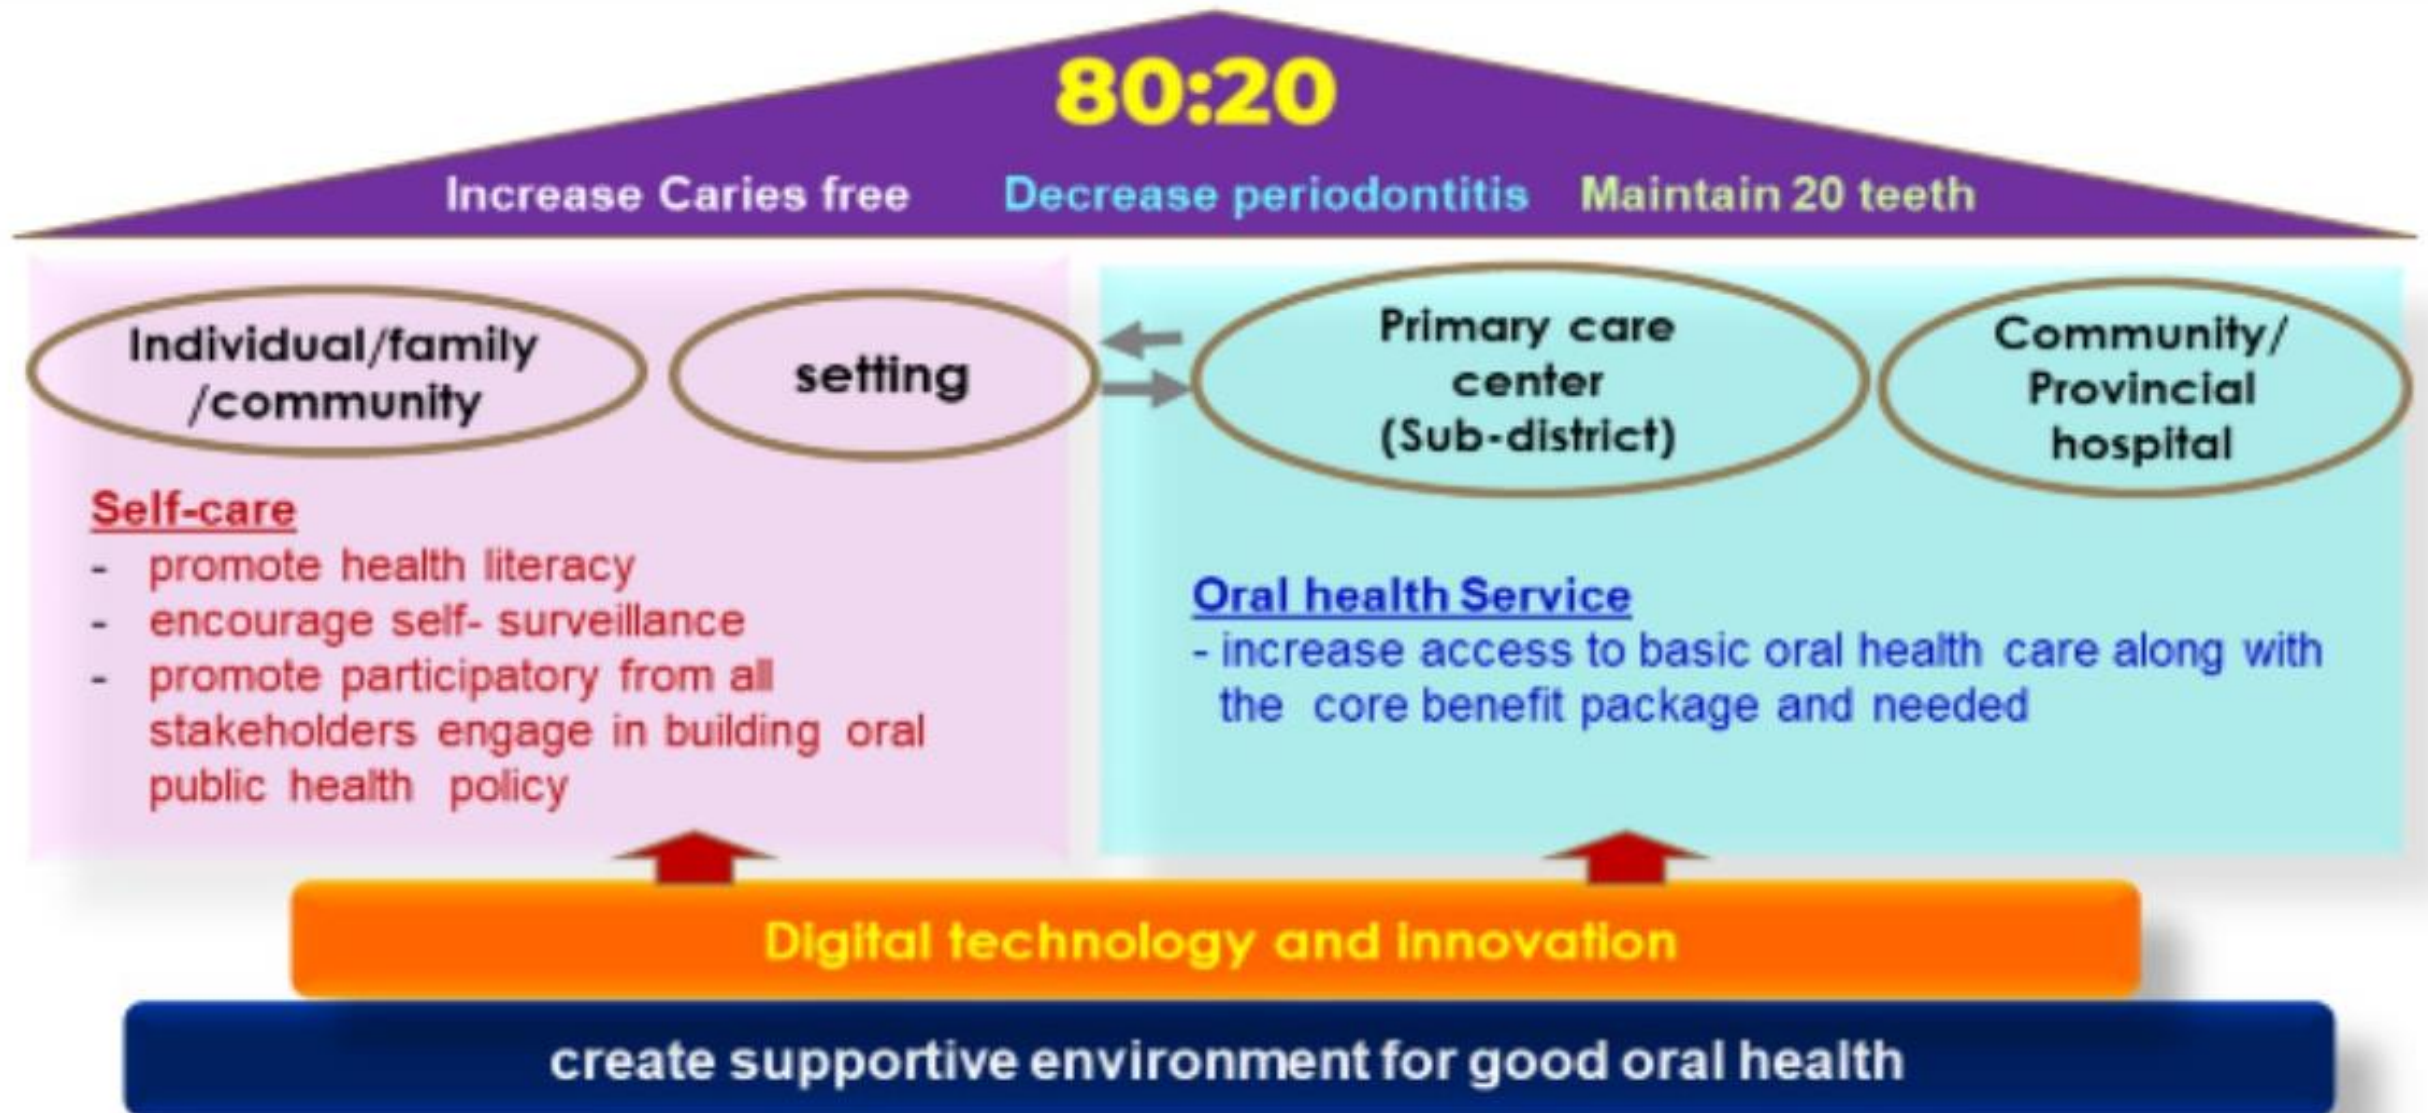 80:20
Increase Caries free Decrease periodontitis Maintain 20 teeth
Individual/family
/community
setting
Primary care
center
(Sub-district)
Community/
Provincial
hospital
Self-care
- promote health literacy
- encourage self- surveillance
- promote participatory from all
stakeholders engage in building oral
public health policy
Oral health Service
- increase access to basic oral health care along with
the core benefit package and needed
Digital technology and innovation
create supportive environment for good oral health